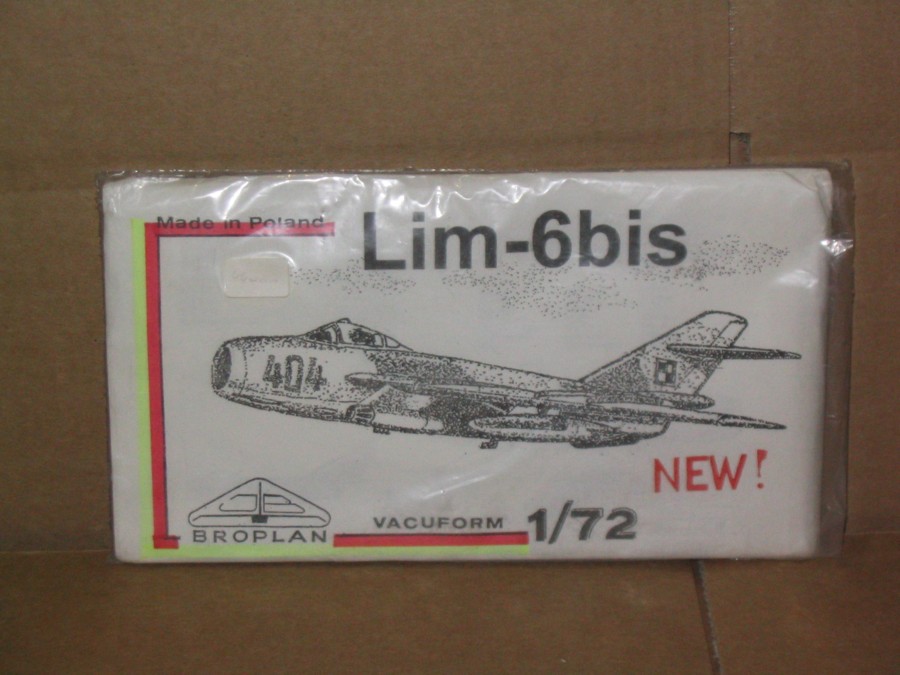 Made in Poland
Lim-6bis
404
NEW!
BROPLAN
VACUFORM 1/72